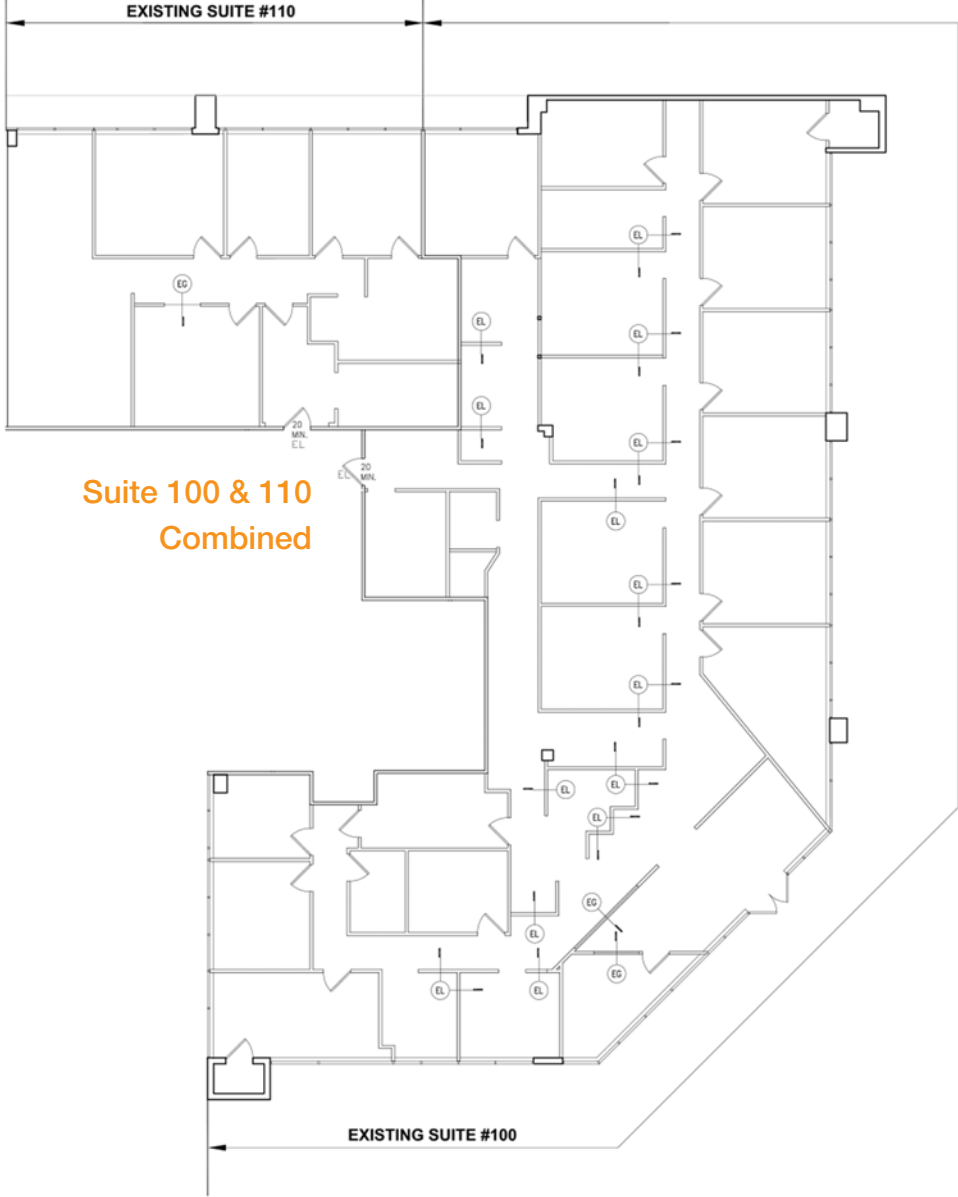 EXISTING SUITE #110
EL
EL
EG
EL
EL
EL
20
MIN.
EL
EL
EL
20
MIN.
Suite 100 & 110
Combined
EL
EL
EL
EL
EL
EL
EG
EL
EG
EL
EL
EXISTING SUITE #100